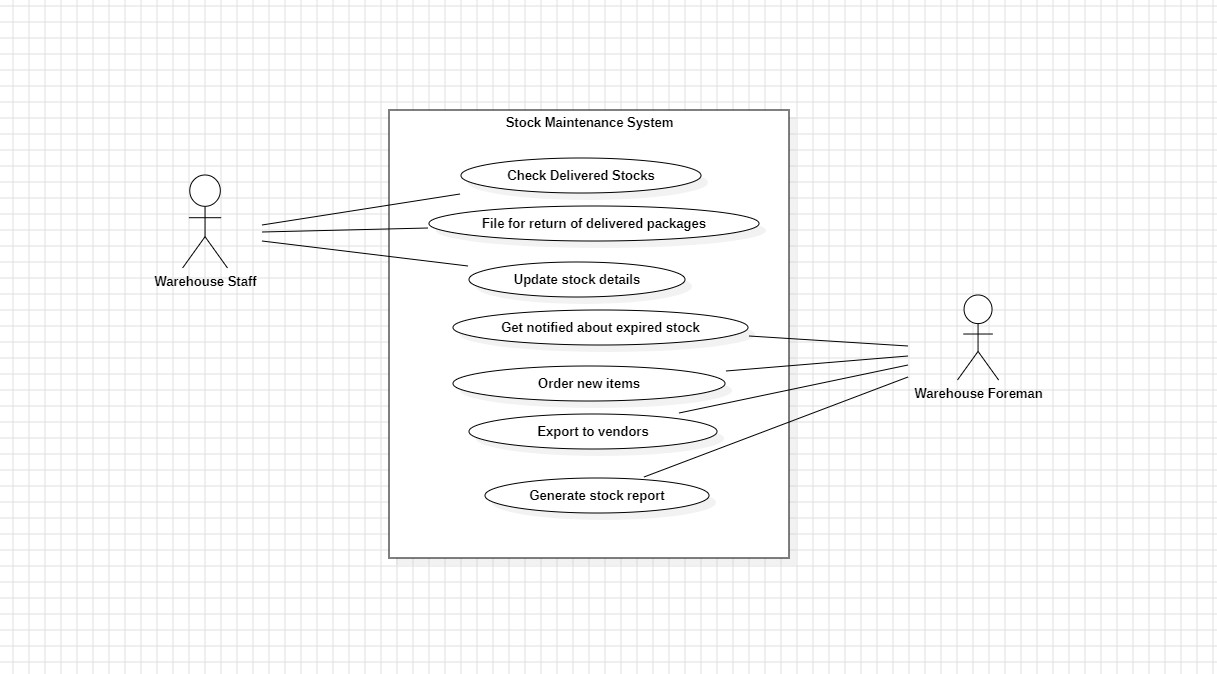 Stock Maintenance System
Check Delivered Stocks
File for return of delivered packages
Warehouse Staff
Update stock details
Get notified about expired stock
Order new items
Warehouse Foreman
Export to vendors
Generate stock report